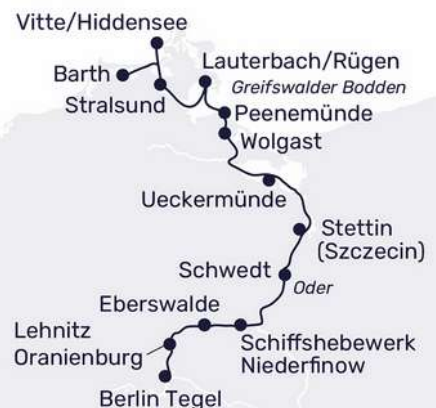 Vitte/Hiddensee
Lauterbach/Rügen
Barth
Greifswalder Bodden
Stralsund
Peenemünde
Wolgast
Ueckermünde
Stettin
(Szczecin)
Schwedt
Oder
Eberswalde
Lehnitz
Oranienburg
Schiffshebewerk
Niederfinow
Berlin Tegel